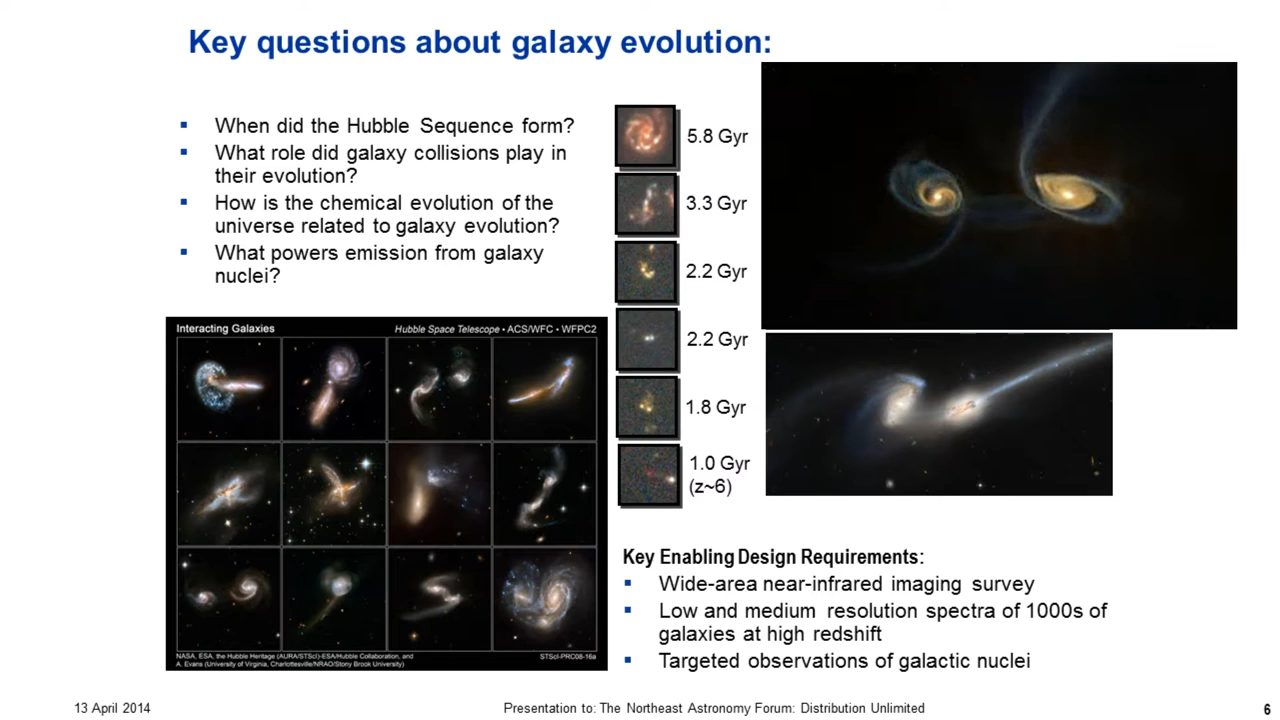 Key questions about galaxy evolution:
▪ When did the Hubble Sequence form?
▪ What role did galaxy collisions play in
their evolution?
▪ How is the chemical evolution of the
universe related to galaxy evolution?
▪ What powers emission from galaxy
nuclei?
5.8 Gyr
3.3 Gyr
2.2 Gyr
2.2 Gyr
1.8 Gyr
1.0 Gyr
(z~6)
Interacting Galaxies
Hubble Space Telescope • ACS/WFC • WFPC2
NASA, ESA, the Hubble Heritage (AURA/STScI)-ESA/Hubble Collaboration, and
A. Evans (University of Virginia, Charlottesville/NRAO/Stony Brook University)
STScI-PRC08-16a
Key Enabling Design Requirements:
▪ Wide-area near-infrared imaging survey
▪ Low and medium resolution spectra of 1000s of
galaxies at high redshift
▪ Targeted observations of galactic nuclei
13 April 2014
Presentation to: The Northeast Astronomy Forum: Distribution Unlimited
6